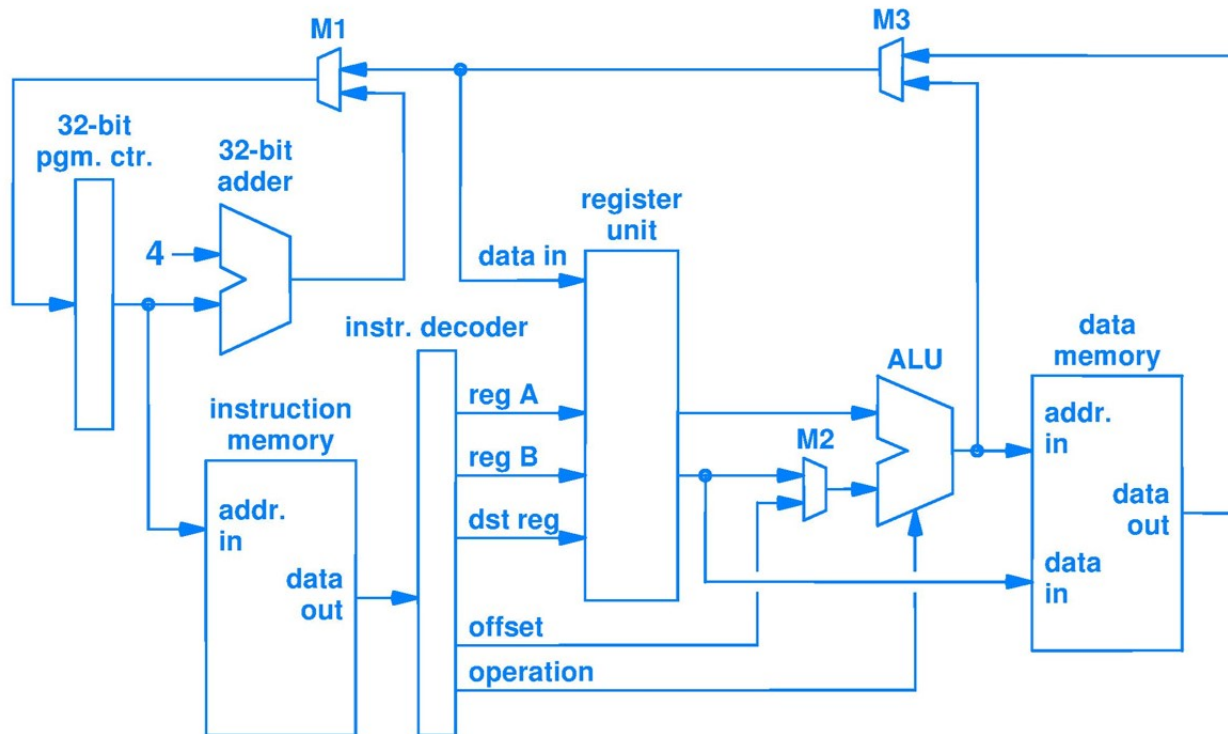 M1
M3
32-bit
pgm. ctr.
32-bit
adder
4
register
unit
data in
instr. decoder
instruction
memory
addr.
in
data
out
reg A
reg B
dst reg
offset
operation
M2
ALU
data
memory
addr.
in
data
out
data
in